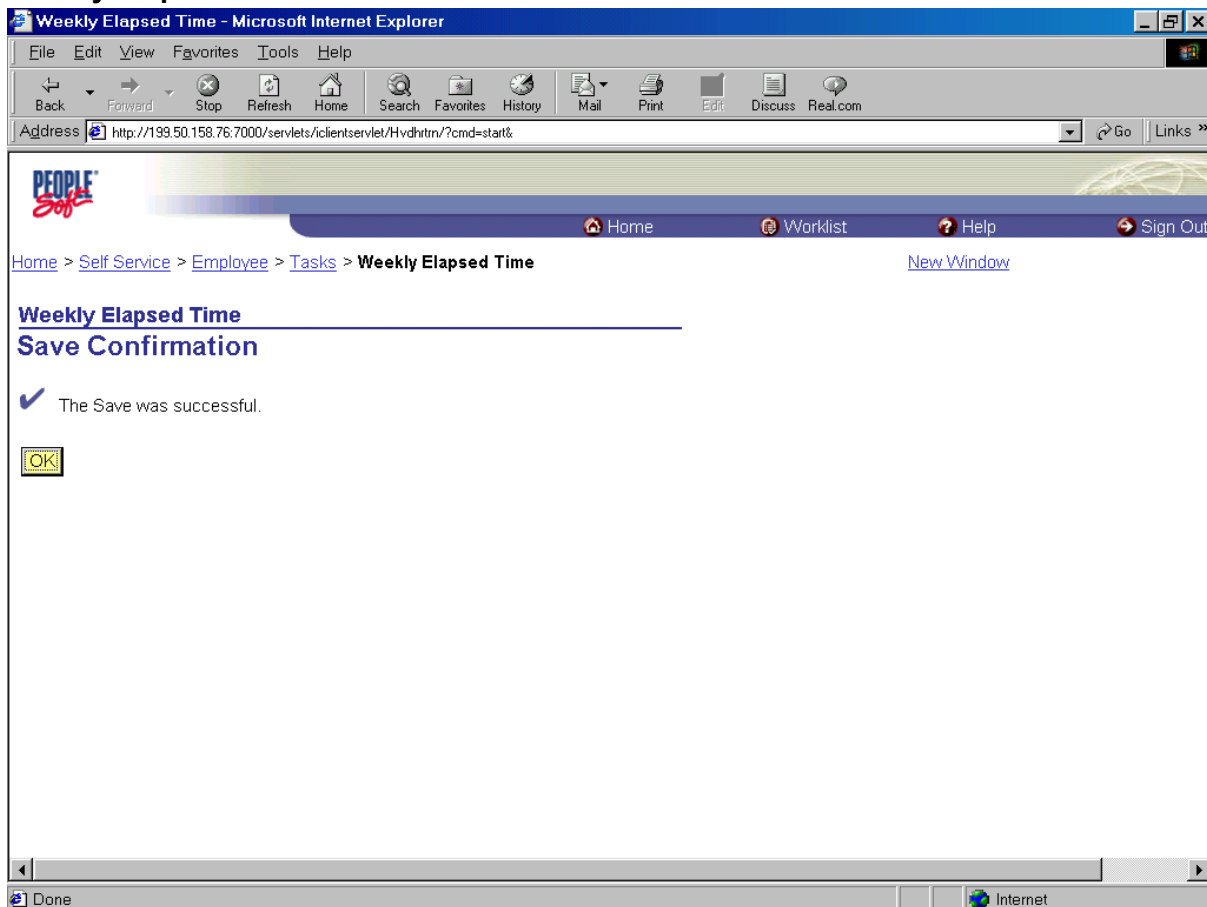 Weekly Elapsed Time - Microsoft Internet Explorer
File Edit View Favorites Tools Help
Back Forward Stop Refresh Home Search Favorites History Mail Print Edit Discuss Real.com
Address http://199.50.158.76:7000/servlets/iclientservlet/Hvdhrtrn/?cmd=start& Go Links »
PEOPLE Soft
Home Worklist Help Sign Out
Home > Self Service > Employee > Tasks > Weekly Elapsed Time New Window
Weekly Elapsed Time
Save Confirmation
The Save was successful.
OK
Done Internet